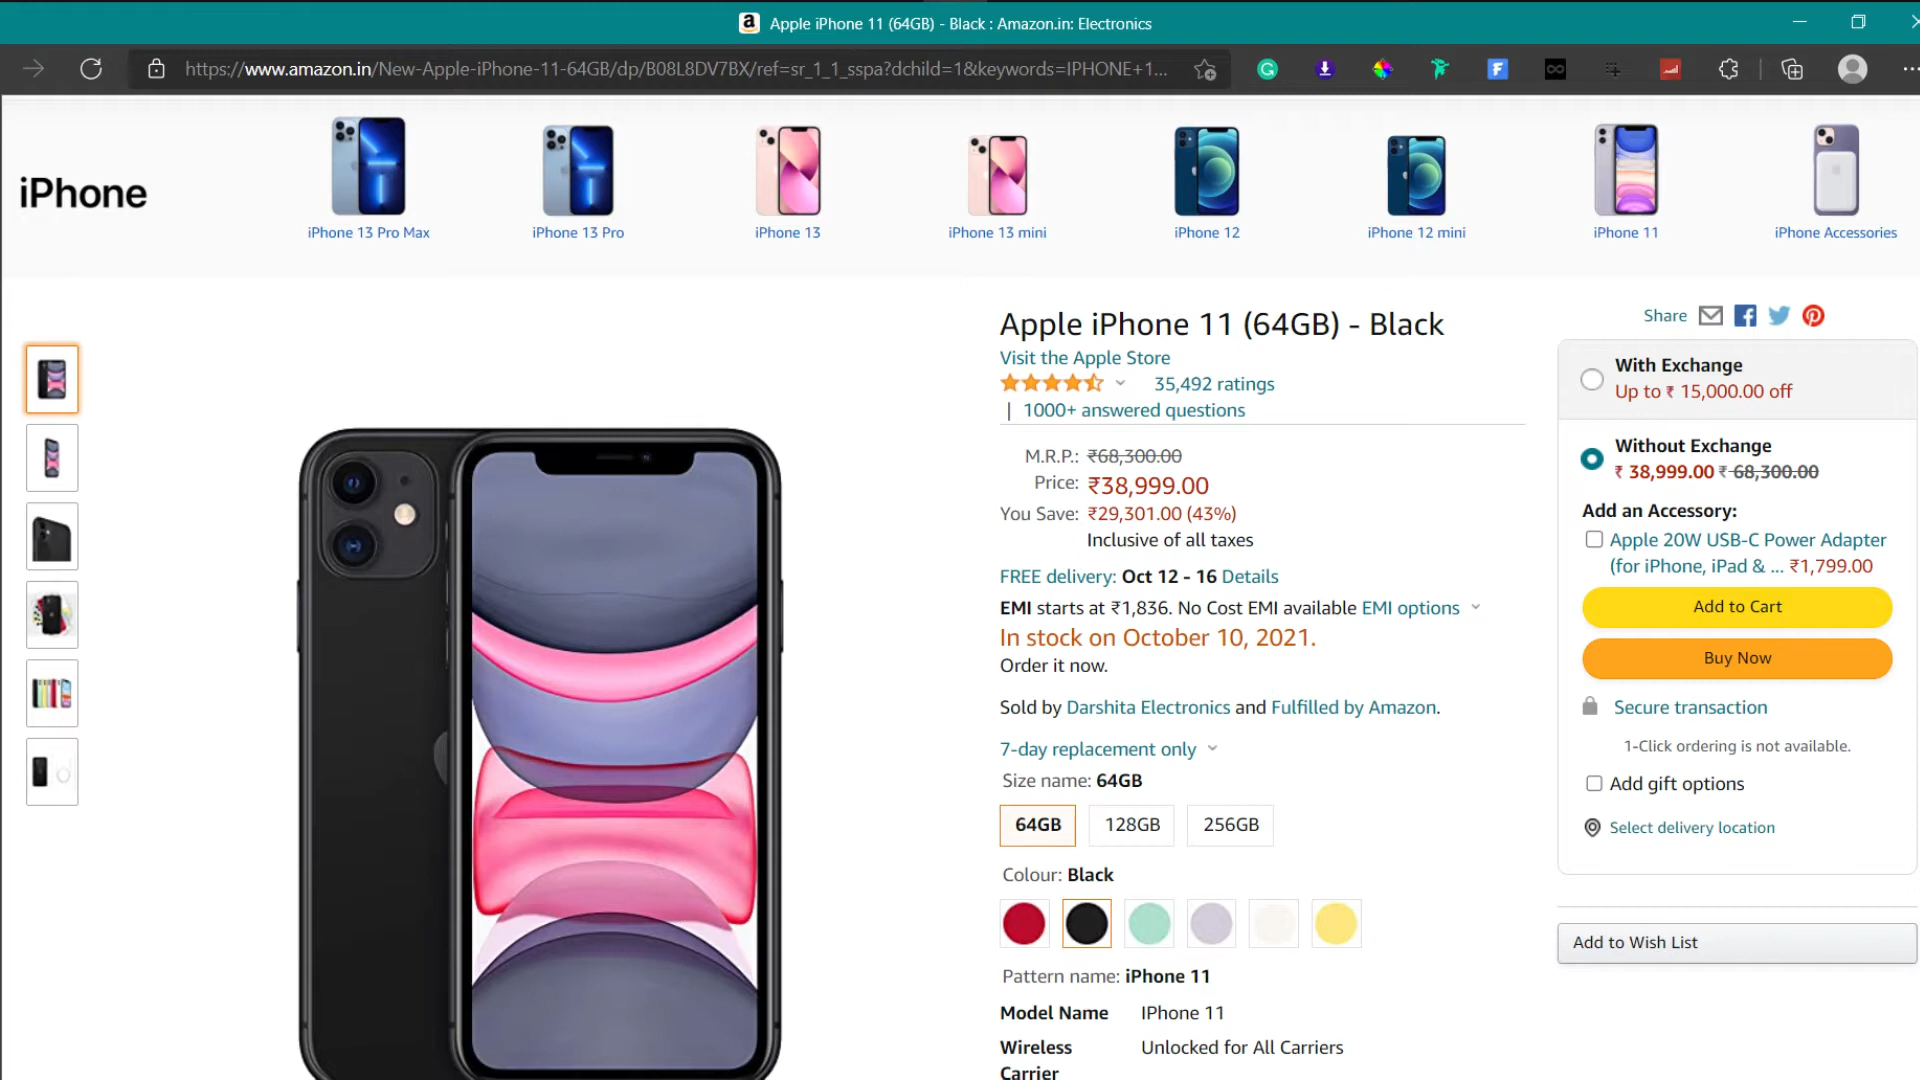 Apple iPhone 11 (64GB) - Black : Amazon.in: Electronics
https://www.amazon.in/New-Apple-iPhone-11-64GB/dp/B08L8DV7BX/ref=sr_1_1_sspa?dchild=1&keywords=IPHONE+1...
iPhone
iPhone 13 Pro Max
iPhone 13 Pro
iPhone 13
iPhone 13 mini
iPhone 12
iPhone 12 mini
iPhone 11
iPhone Accessories
Apple iPhone 11 (64GB) - Black
Visit the Apple Store
35,492 ratings
| 1000+ answered questions
M.R.P.: ₹68,300.00
Price: ₹38,999.00
You Save: ₹29,301.00 (43%)
Inclusive of all taxes
FREE delivery: Oct 12 - 16 Details
EMI starts at ₹1,836. No Cost EMI available EMI options
In stock on October 10, 2021.
Order it now.
Sold by Darshita Electronics and Fulfilled by Amazon.
7-day replacement only
Size name: 64GB
64GB
128GB
256GB
Colour: Black
Pattern name: iPhone 11
Model Name IPhone 11
Wireless Unlocked for All Carriers
Carrier
Share
With Exchange
Up to ₹ 15,000.00 off
Without Exchange
₹ 38,999.00 ₹ 68,300.00
Add an Accessory:
Apple 20W USB-C Power Adapter
(for iPhone, iPad & ... ₹1,799.00
Add to Cart
Buy Now
Secure transaction
1-Click ordering is not available.
Add gift options
Select delivery location
Add to Wish List